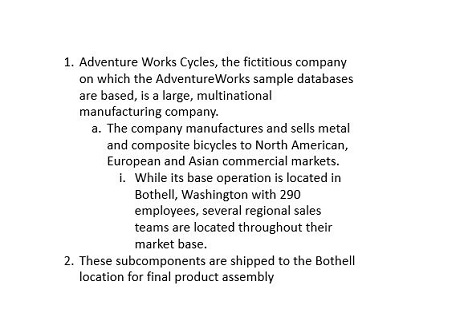 1. Adventure Works Cycles, the fictitious company
on which the AdventureWorks sample databases
are based, is a large, multinational
manufacturing company.
a. The company manufactures and sells metal
and composite bicycles to North American,
European and Asian commercial markets.
i. While its base operation is located in
Bothell, Washington with 290
employees, several regional sales
teams are located throughout their
market base.
2. These subcomponents are shipped to the Bothell
location for final product assembly